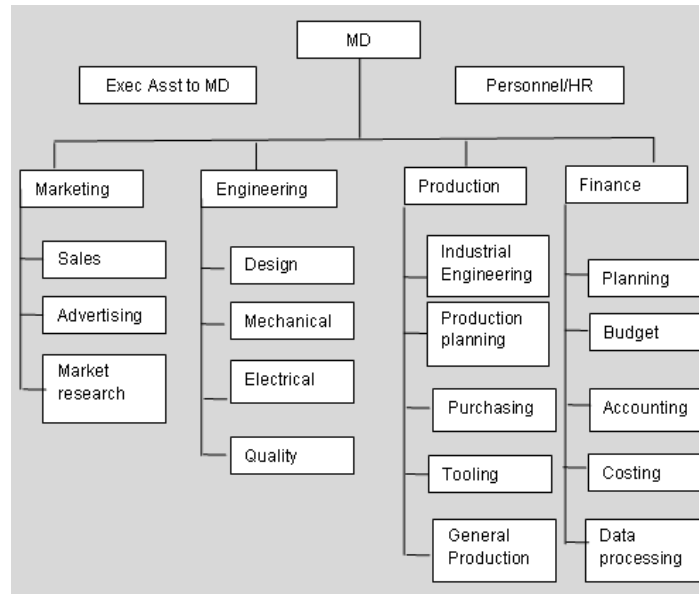 MD
Exec Asst to MD
Personnel/HR
Marketing
Engineering
Production
Finance
Sales
Advertising
Market
research
Design
Mechanical
Electrical
Quality
Industrial
Engineering
Production
planning
Purchasing
Tooling
General
Production
Planning
Budget
Accounting
Costing
Data
processing